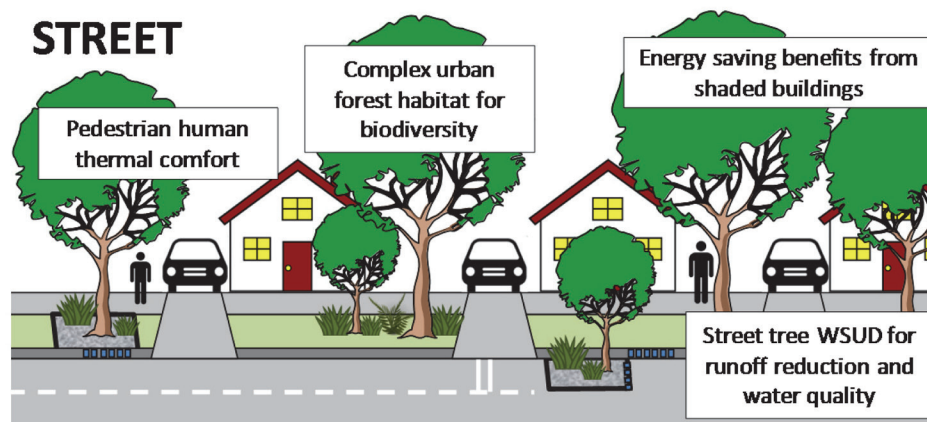 STREET
Pedestrian human
thermal comfort
Complex urban
forest habitat for
biodiversity
Energy saving benefits from
shaded buildings
Street tree WSUD for
runoff reduction and
water quality